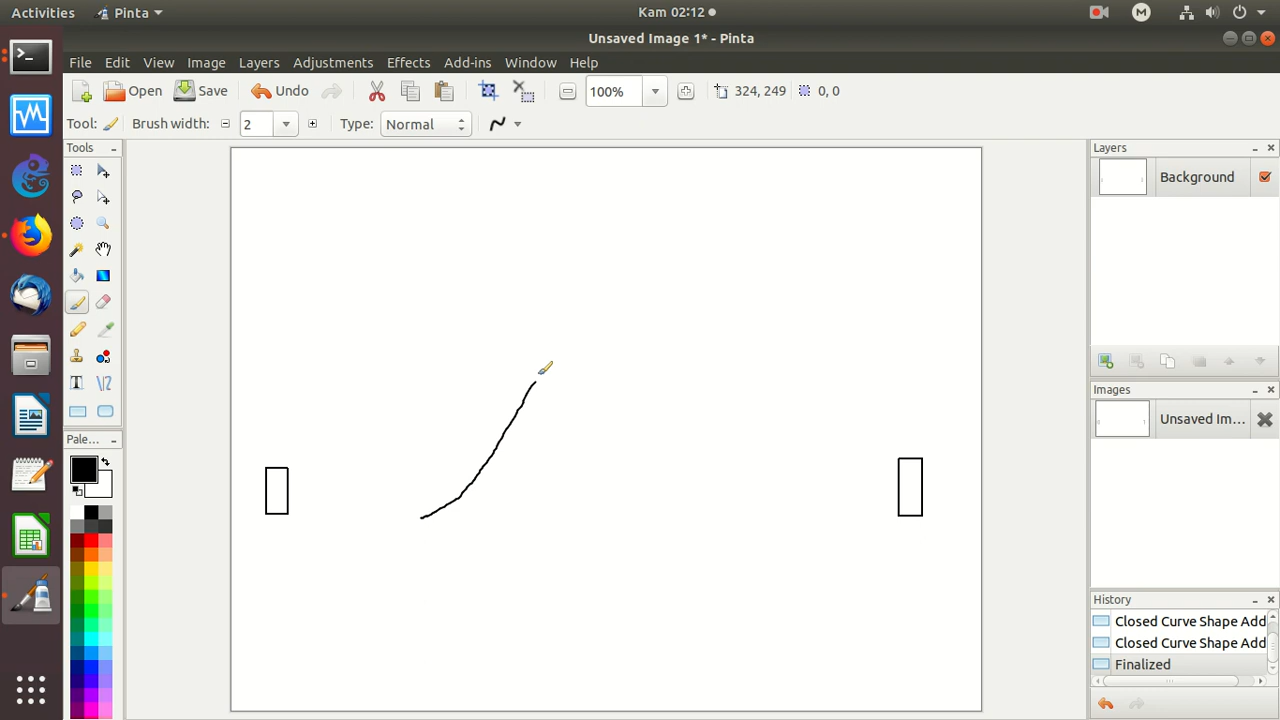 Activities Pinta Kam 02:12 M
Unsaved Image 1* - Pinta
File Edit View Image Layers Adjustments Effects Add-ins Window Help
Open Save Undo 100% 324, 249 0, 0
Tool: Brush width: 2 Type: Normal
Tools
Layers
Background
Images
Unsaved Im...
Pale...
History
Closed Curve Shape Add
Closed Curve Shape Add
Finalized